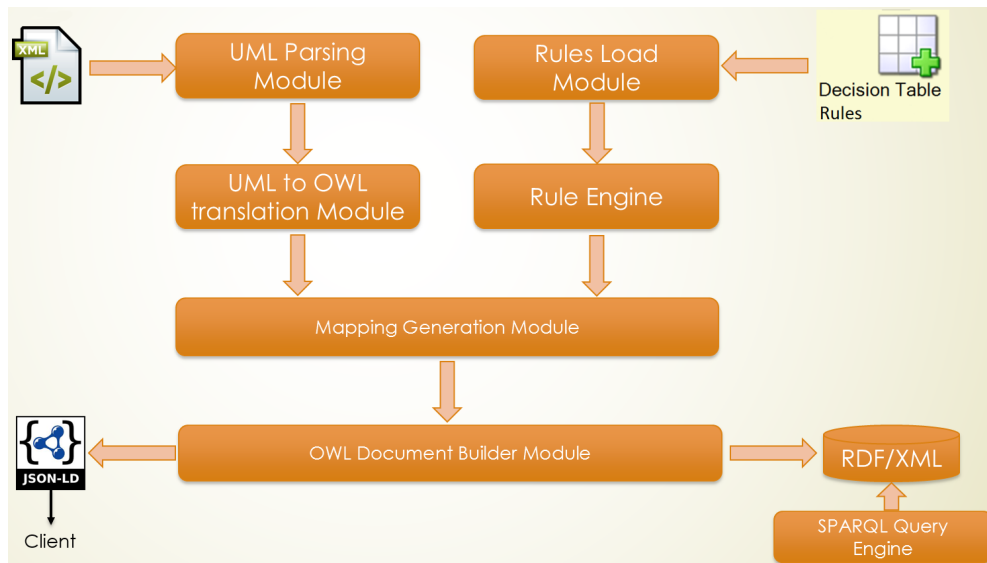 XML
</>
UML Parsing
Module
Rules Load
Module
Decision Table
Rules
UML to OWL
translation Module
Rule Engine
Mapping Generation Module
{ }
JSON-LD
Client
OWL Document Builder Module
RDF/XML
SPARQL Query
Engine